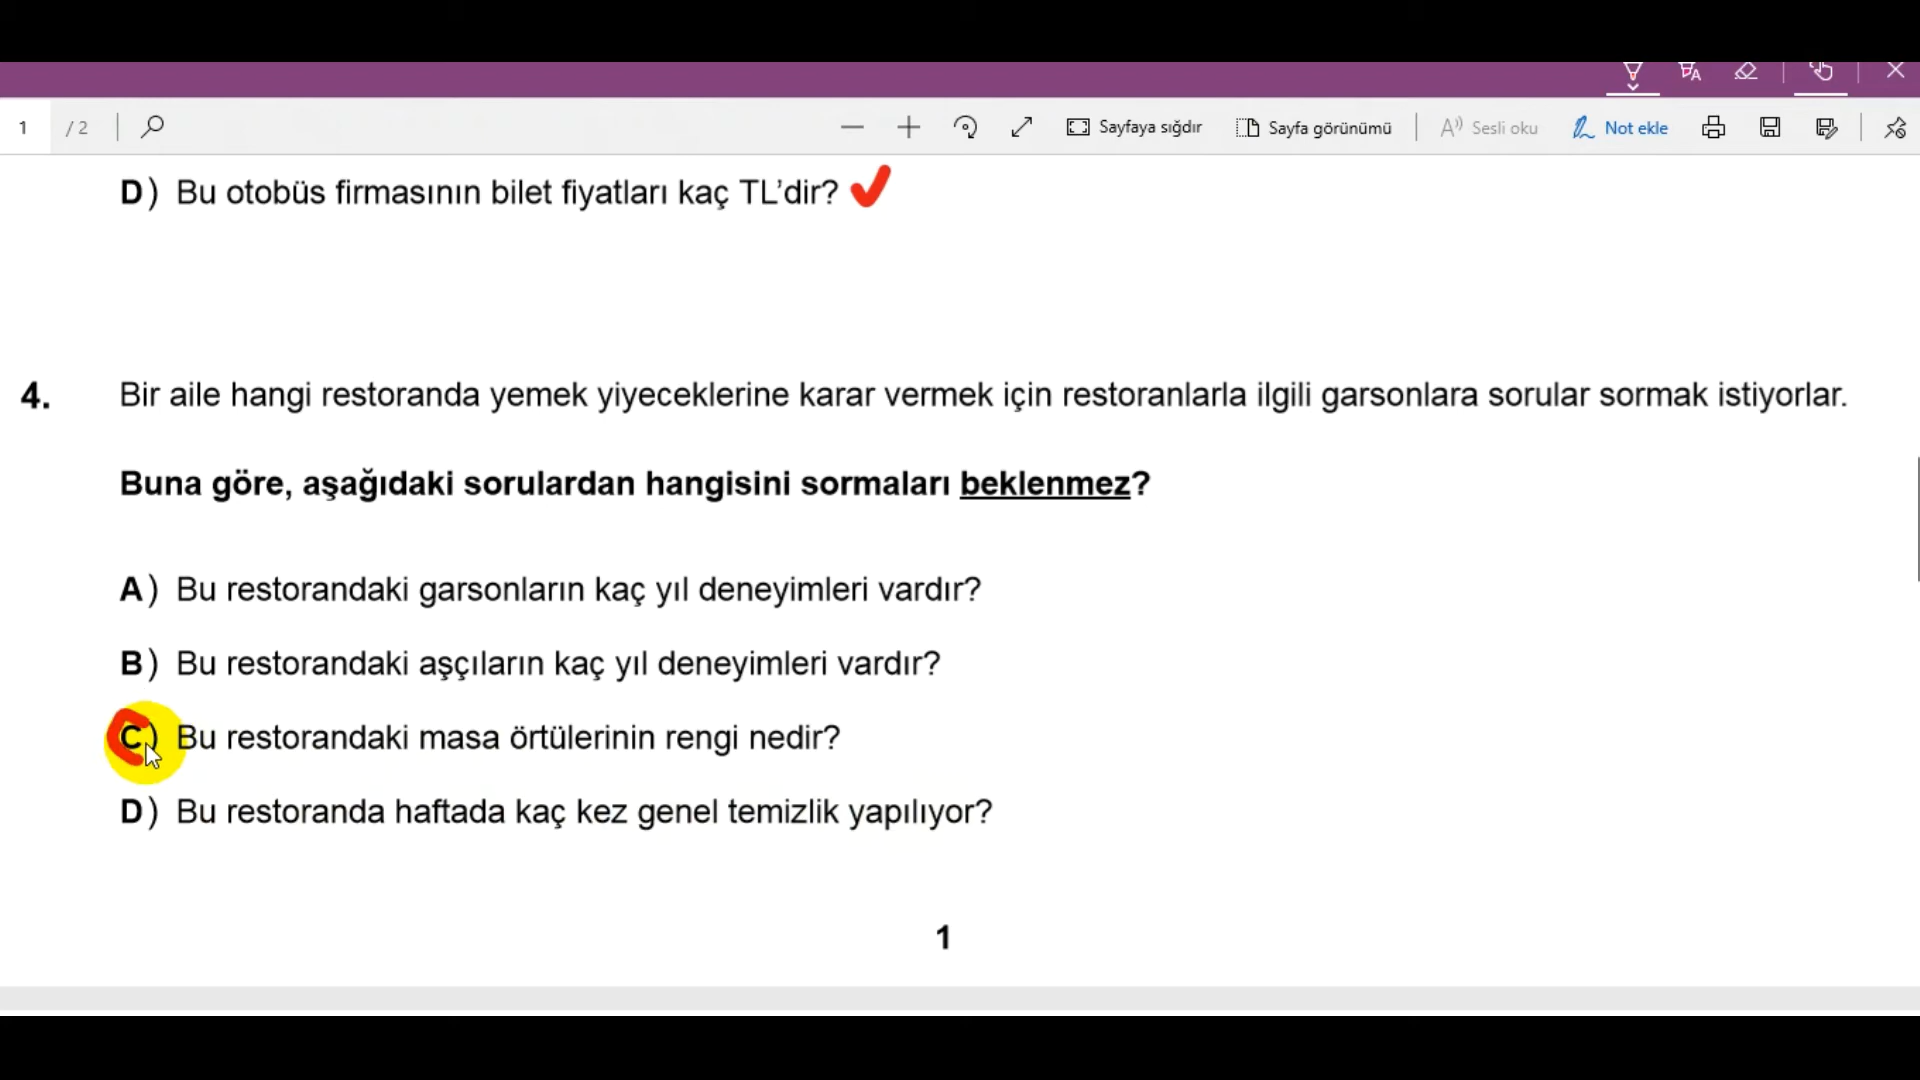 1 / 2 Sayfaya sığdır Sayfa görünümü A Sesli oku Not ekle
D) Bu otobüs firmasının bilet fiyatları kaç TL'dir?
4. Bir aile hangi restoranda yemek yiyeceklerine karar vermek için restoranlarla ilgili garsonlara sorular sormak istiyorlar.
Buna göre, aşağıdaki sorulardan hangisini sormaları beklenmez?
A) Bu restorandaki garsonların kaç yıl deneyimleri vardır?
B) Bu restorandaki aşçıların kaç yıl deneyimleri vardır?
C) Bu restorandaki masa örtülerinin rengi nedir?
D) Bu restoranda haftada kaç kez genel temizlik yapılıyor?
1